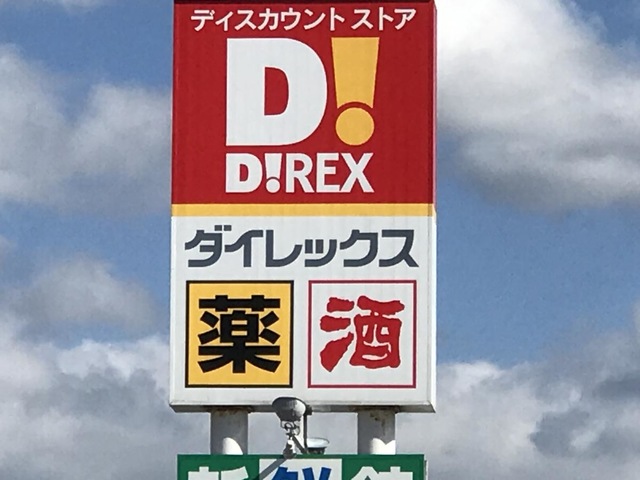 ディスカウント ストア
D!
D!REX
ダイレックス
薬 酒